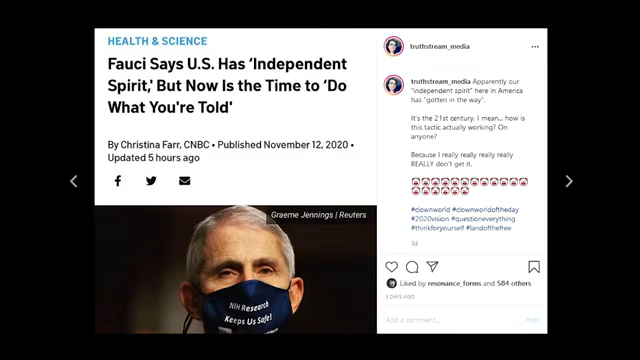 HEALTH & SCIENCE
Fauci Says U.S. Has ‘Independent
Spirit,' But Now Is the Time to ‘Do
What You're Told'
By Christina Farr, CNBC • Published November 12, 2020 •
Updated 5 hours ago
Graeme Jennings | Reuters
NIH Research
Keeps Us Safe!
truthstream_media
truthstream_media Apparently our
"independent spirit" here in America
has "gotten in the way".
It's the 21st century. I mean... how is
this tactic actually working? On
anyone?
Because I really really really really
REALLY don't get it.
#clownworld #clownworldoftheday
#2020vision #questioneverything
#thinkforyourself #landofthefree
3d
Liked by resonance_forms and 584 others
3 DAYS AGO
Add a comment...
Post